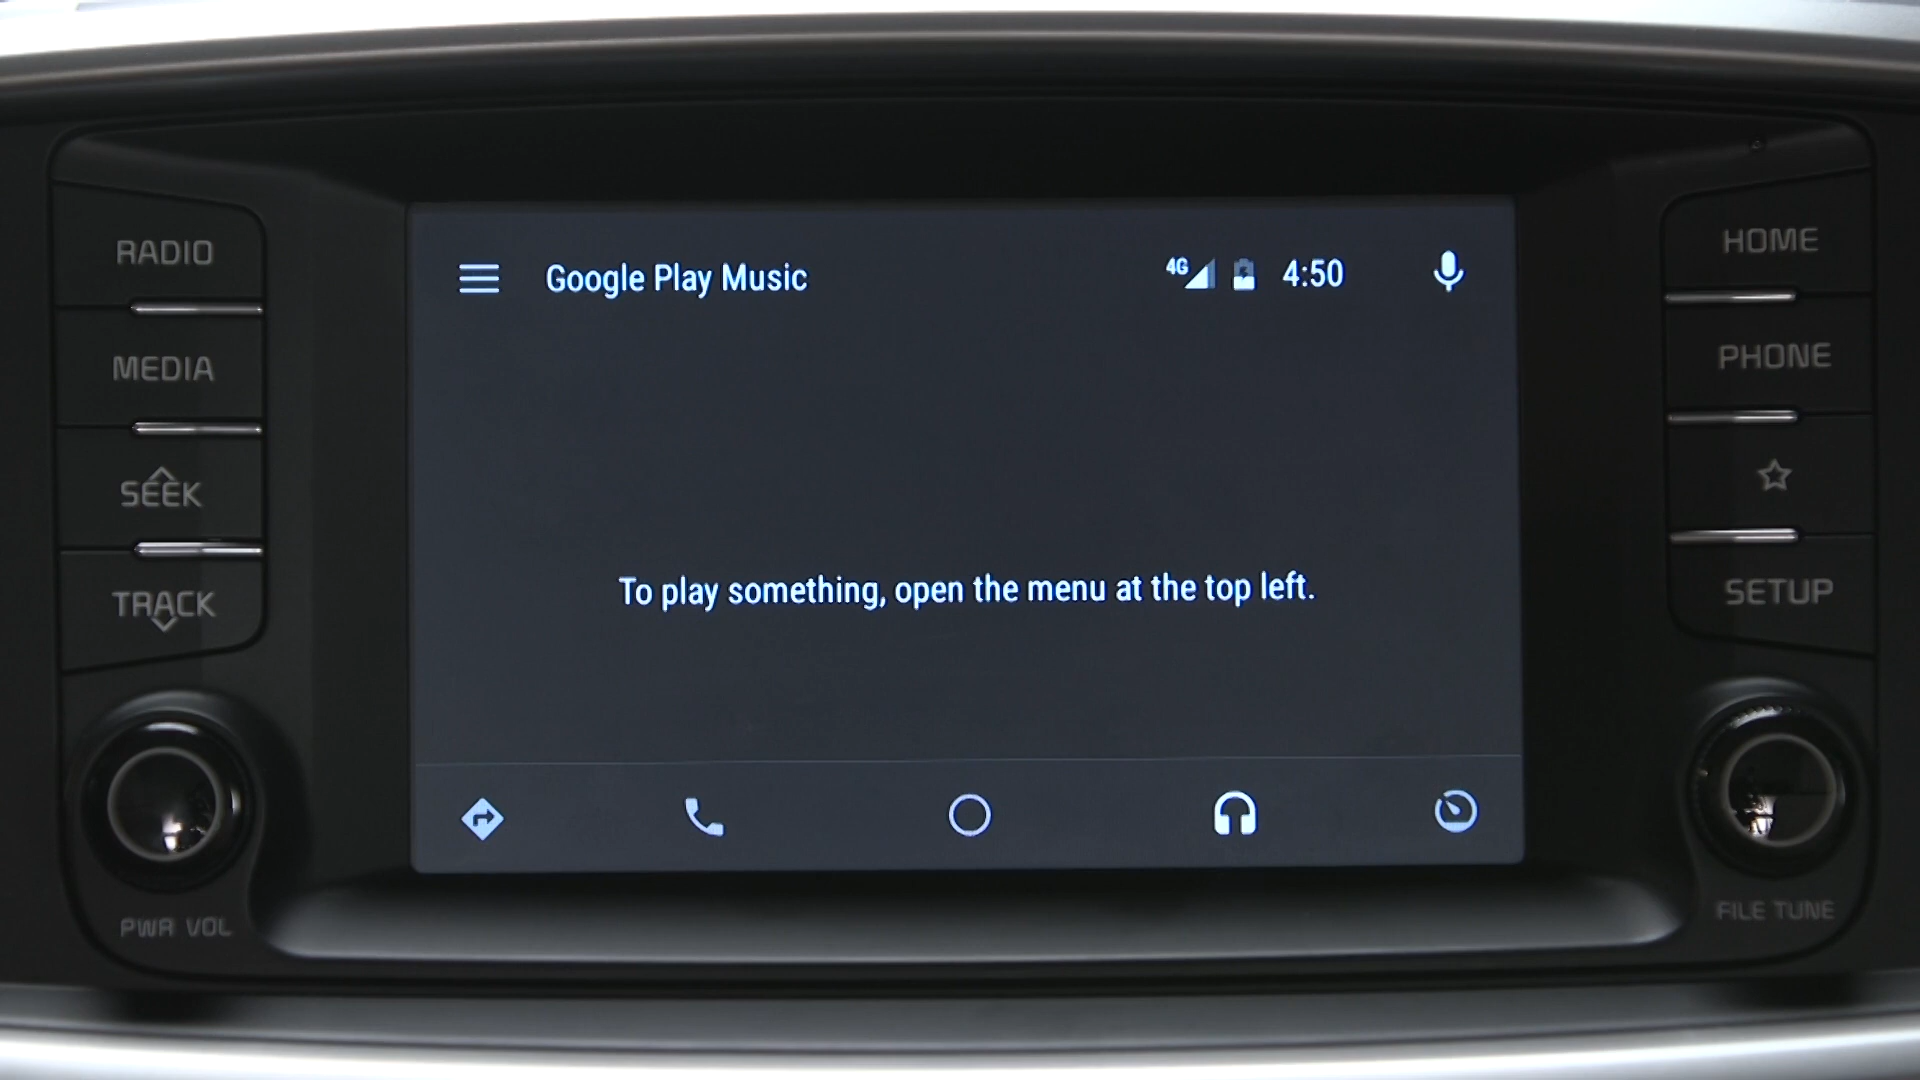 RADIO
MEDIA
SEEK
TRACK
PWR VOL
Google Play Music
4G
4:50
To play something, open the menu at the top left.
HOME
PHONE
SETUP
FILE TUNE